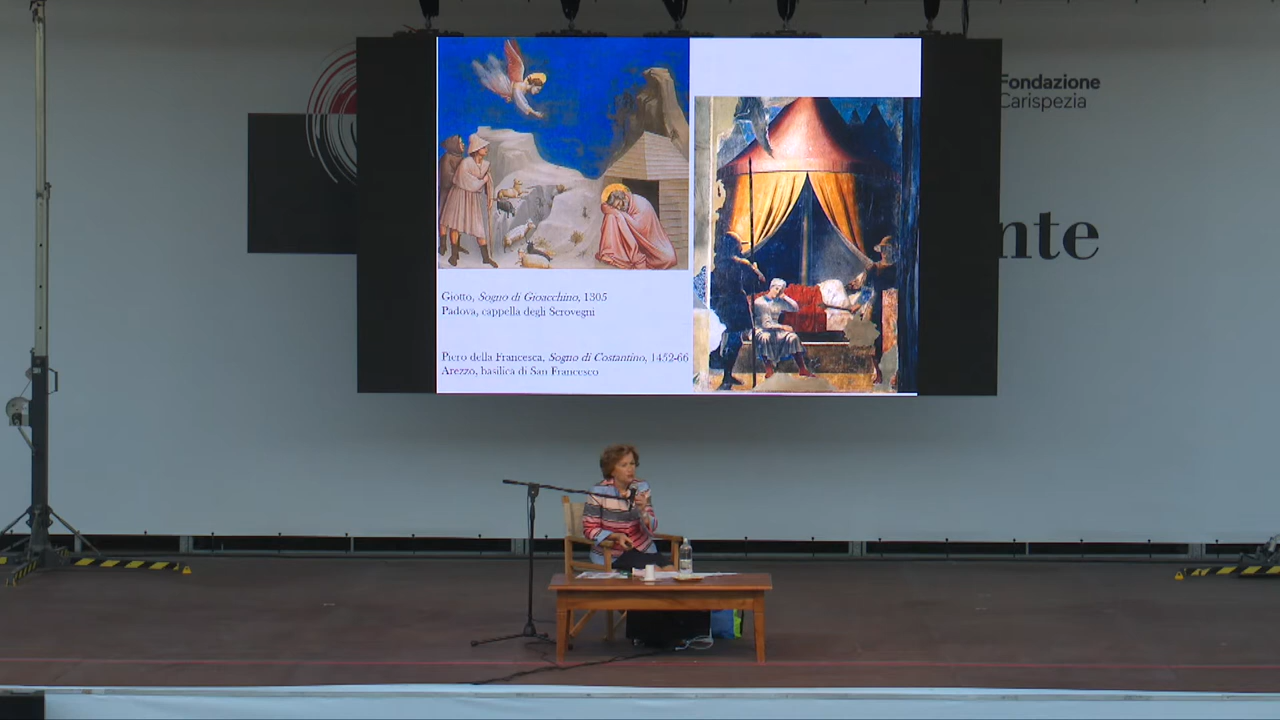 Fondazione
Carispezia
nte
Giotto, Sogno di Gioacchino, 1305
Padova, cappella degli Scrovegni
Piero della Francesca, Sogno di Costantino, 1452-66
Arezzo, basilica di San Francesco